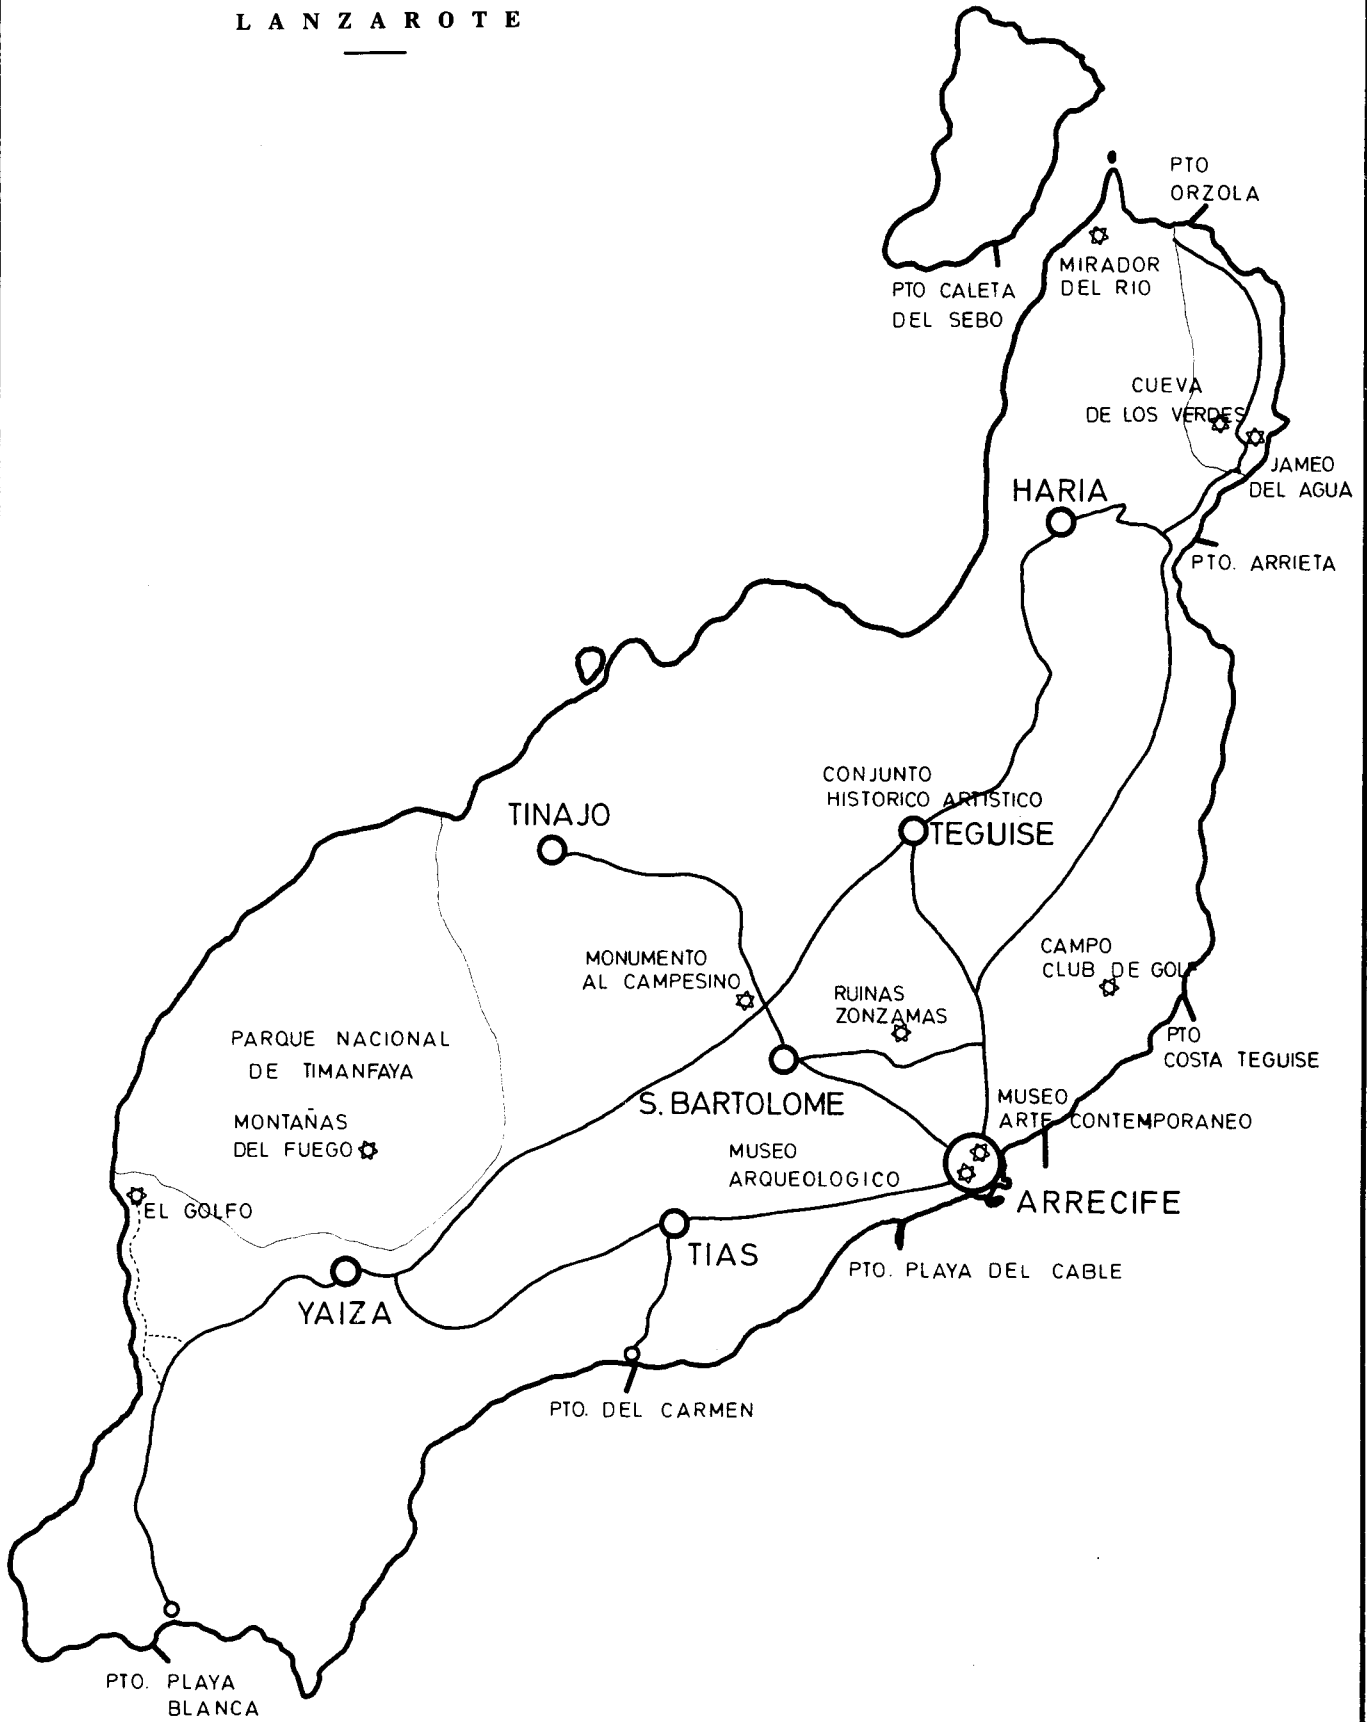 LANZAROTE
PTO
ORZOLA
MIRADOR
DEL RIO
PTO CALETA
DEL SEBO
CUEVA
DE LOS VERDES
JAMEO
DEL AGUA
HARIA
PTO. ARRIETA
CONJUNTO
HISTORICO ARTISTICO
TEGUISE
TINAJO
CAMPO
CLUB DE GOLF
MONUMENTO
AL CAMPESINO
RUINAS
ZONZAMAS
PTO
COSTA TEGUISE
PARQUE NACIONAL
DE TIMANFAYA
MONTAÑAS
DEL FUEGO
S. BARTOLOME
MUSEO
ARTE CONTEMPORANEO
MUSEO
ARQUEOLOGICO
ARRECIFE
EL GOLFO
TIAS
PTO. PLAYA DEL CABLE
YAIZA
PTO. DEL CARMEN
PTO. PLAYA
BLANCA